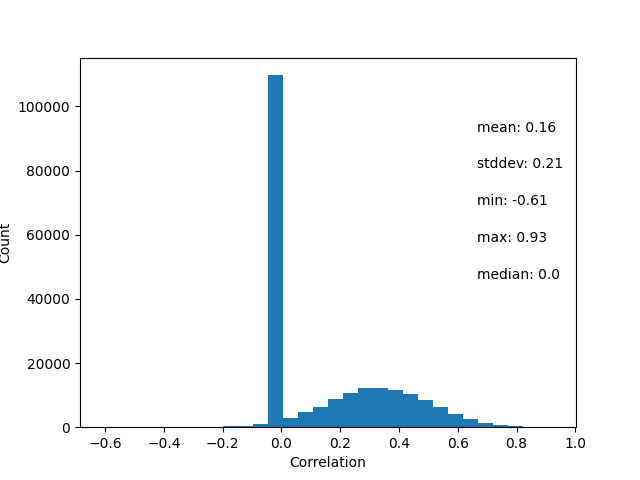 100000
80000
60000
40000
20000
0
Count
mean: 0.16
stddev: 0.21
min: -0.61
max: 0.93
median: 0.0
−0.6 −0.4 −0.2 0.0 0.2 0.4 0.6 0.8 1.0
Correlation